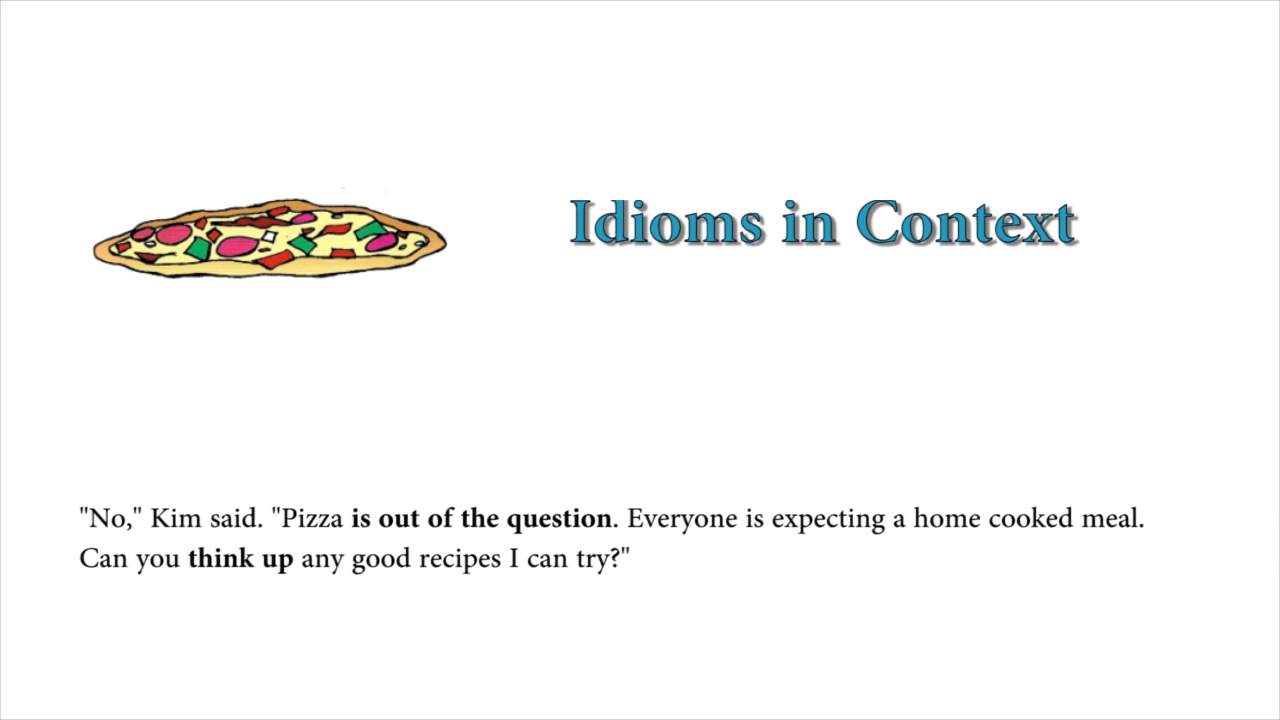 Idioms in Context
"No," Kim said. "Pizza is out of the question. Everyone is expecting a home cooked meal.
Can you think up any good recipes I can try?"